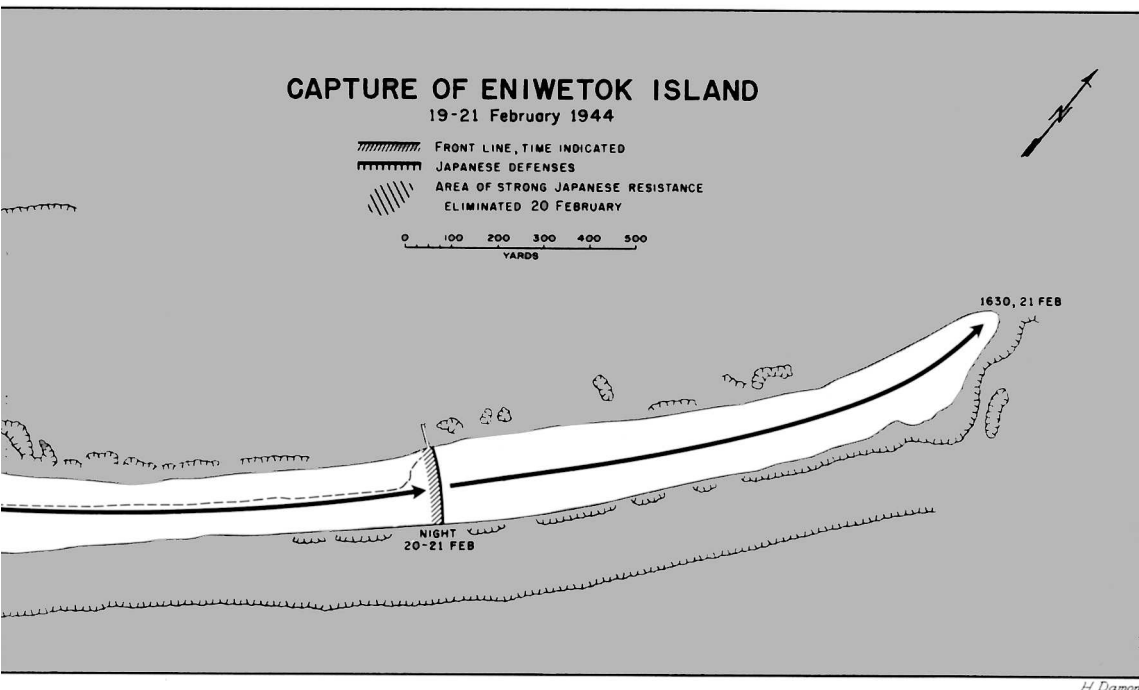 CAPTURE OF ENIWETOK ISLAND
19-21 February 1944
N
FRONT LINE, TIME INDICATED
JAPANESE DEFENSES
AREA OF STRONG JAPANESE RESISTANCE
ELIMINATED 20 FEBRUARY
0 100 200 300 400 500
YARDS
1630, 21 FEB
NIGHT
20-21 FEB
H. Damon